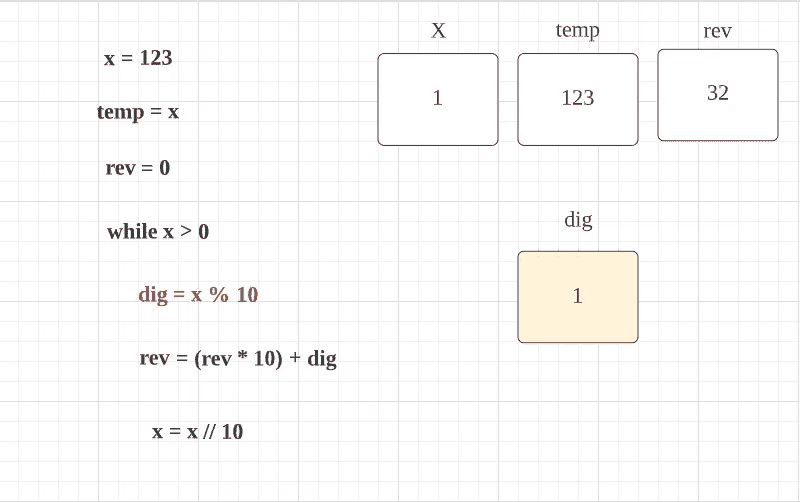 x = 123
temp = x
rev = 0
while x > 0
dig = x % 10
rev = (rev * 10) + dig
x = x // 10
X temp rev
1 123 32
dig
1